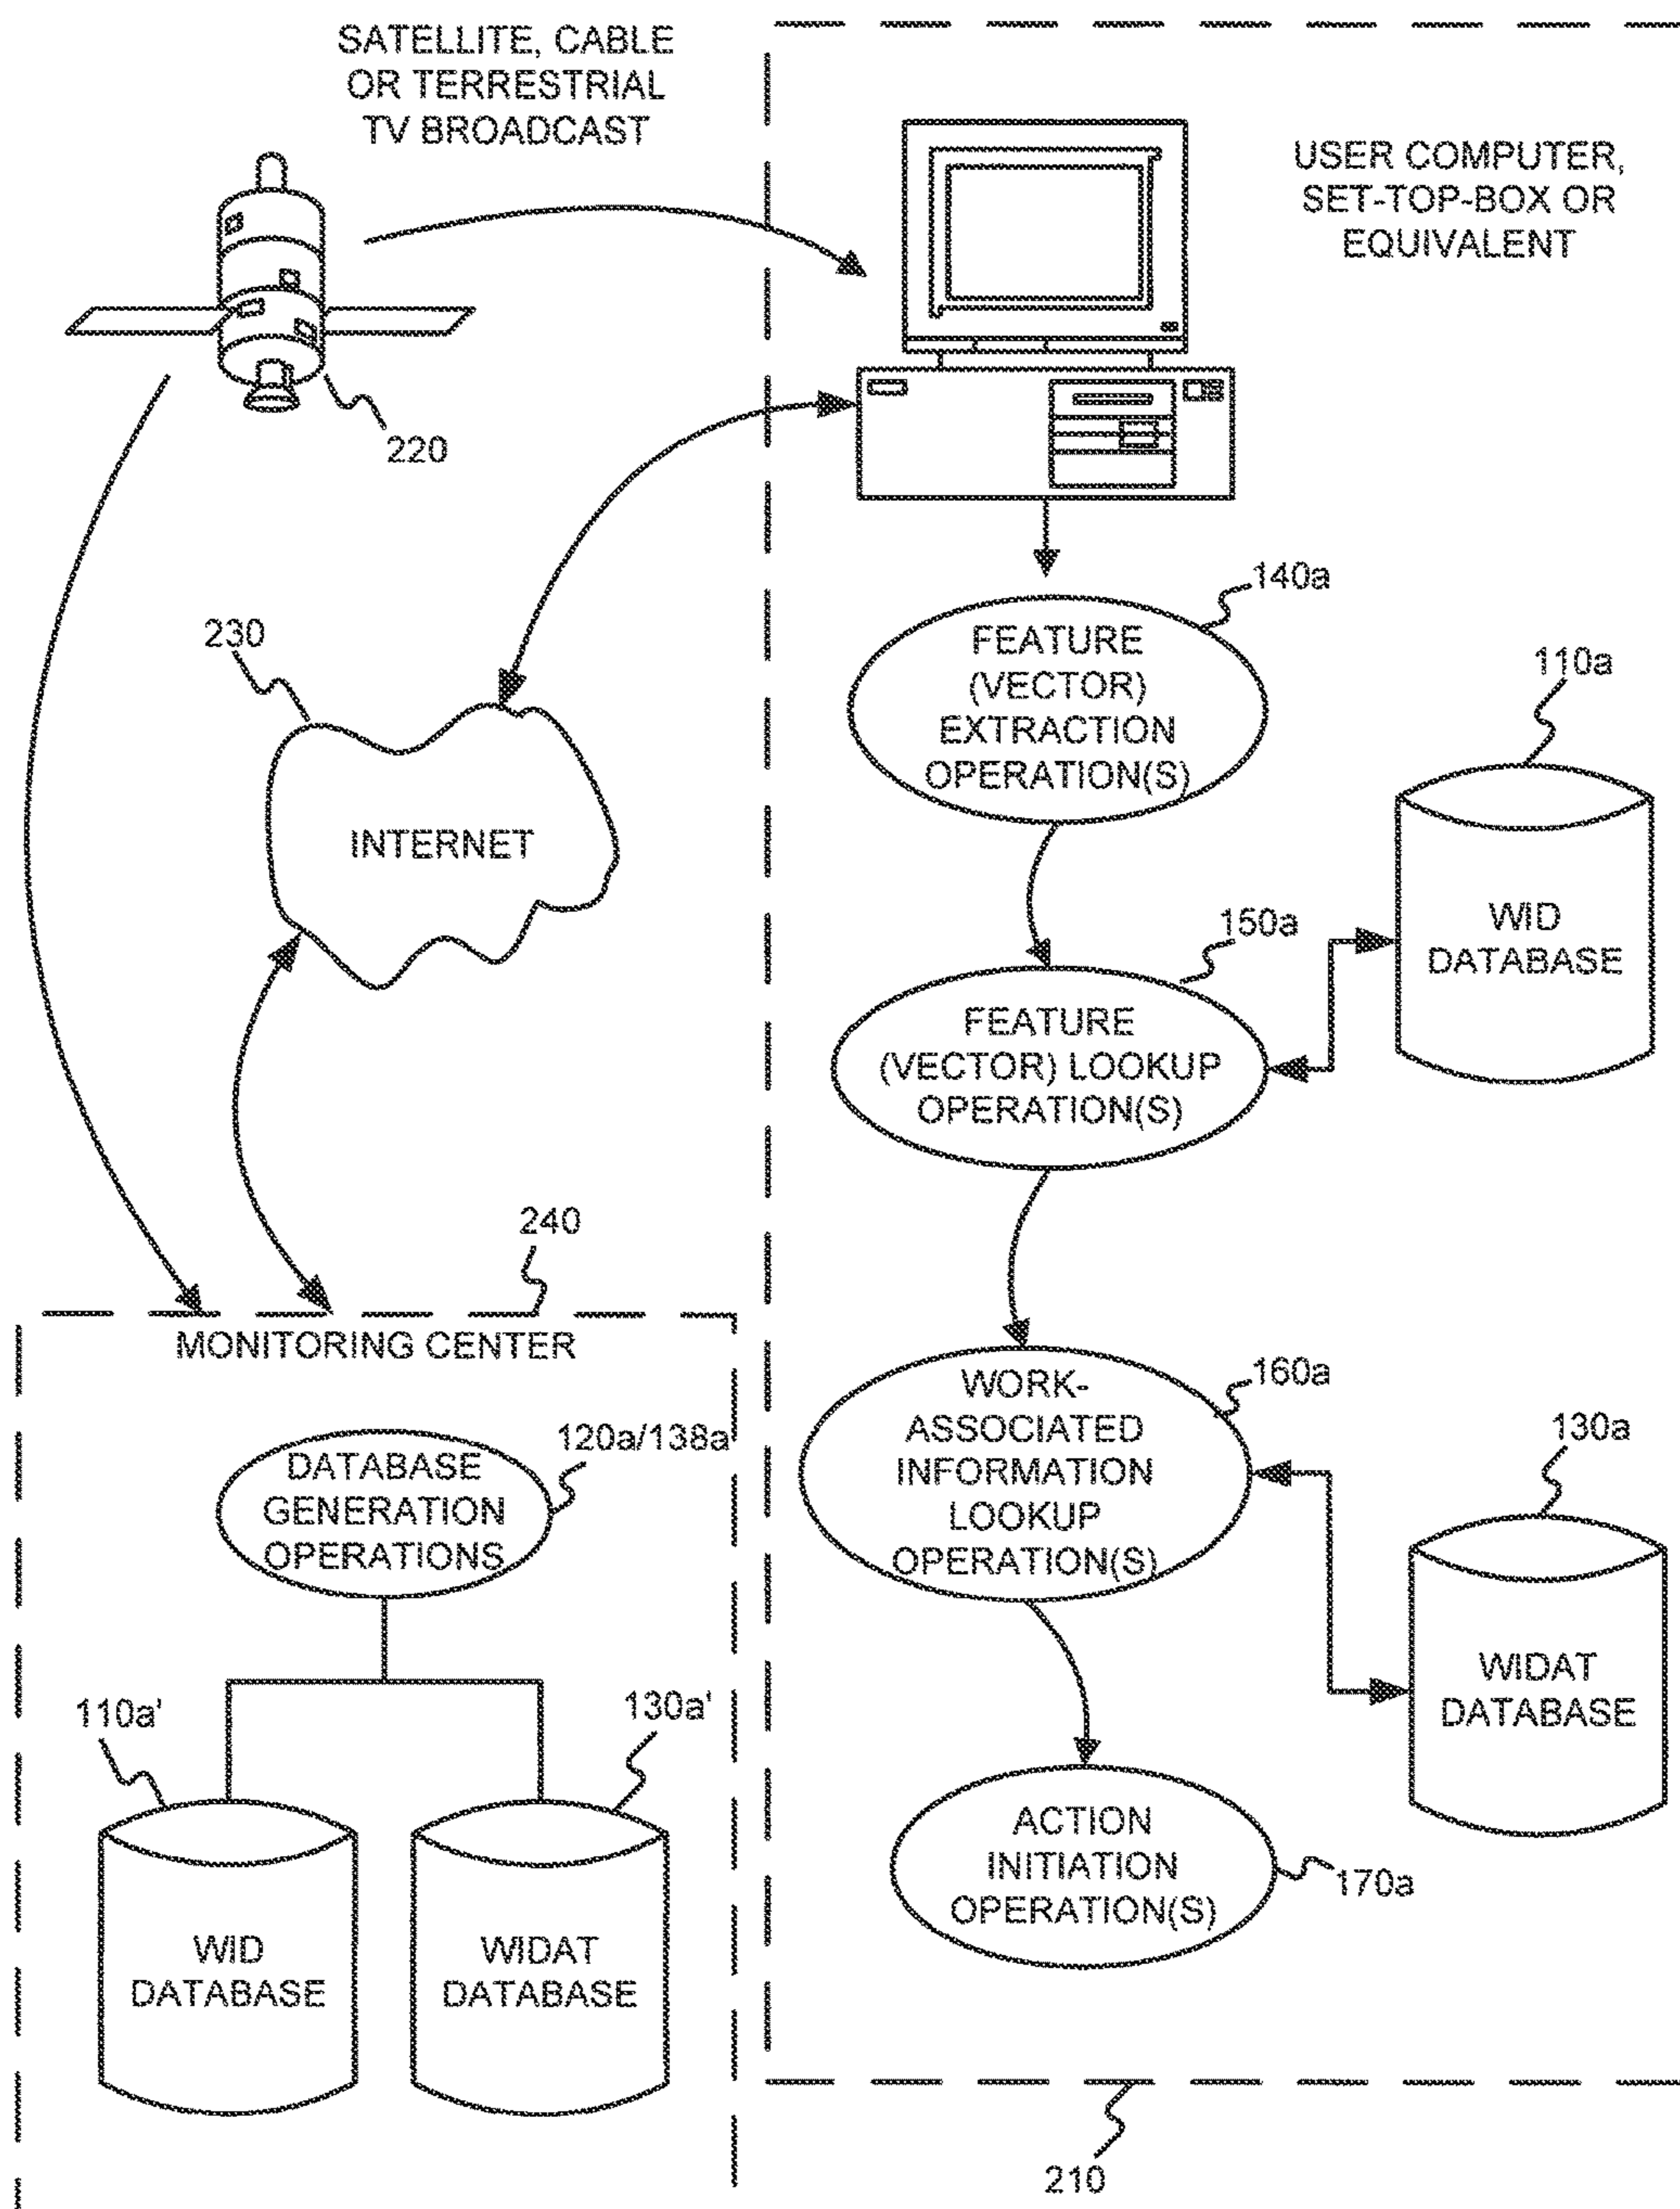 SATELLITE, CABLE
OR TERRESTRIAL
TV BROADCAST
USER COMPUTER,
SET-TOP-BOX OR
EQUIVALENT
220
230
INTERNET
140a
FEATURE
(VECTOR)
EXTRACTION
OPERATION(S)
110a
WID
DATABASE
150a
FEATURE
(VECTOR) LOOKUP
OPERATION(S)
240
MONITORING CENTER
120a/138a
DATABASE
GENERATION
OPERATIONS
160a
WORK-
ASSOCIATED
INFORMATION
LOOKUP
OPERATION(S)
130a
WIDAT
DATABASE
110a'
130a'
WID
DATABASE
WIDAT
DATABASE
ACTION
INITIATION
OPERATION(S)
170a
210